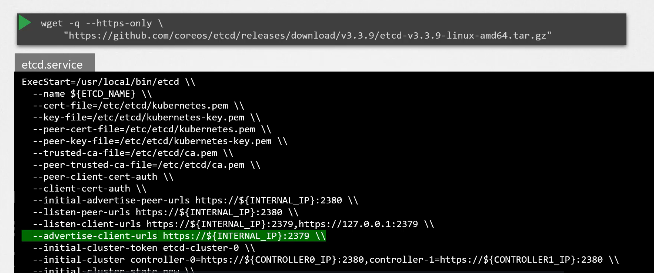 wget -q --https-only \
"https://github.com/coreos/etcd/releases/download/v3.3.9/etcd-v3.3.9-linux-amd64.tar.gz"
etcd.service
ExecStart=/usr/local/bin/etcd \\
--name ${ETCD_NAME} \\
--cert-file=/etc/etcd/kubernetes.pem \\
--key-file=/etc/etcd/kubernetes-key.pem \\
--peer-cert-file=/etc/etcd/kubernetes.pem \\
--peer-key-file=/etc/etcd/kubernetes-key.pem \\
--trusted-ca-file=/etc/etcd/ca.pem \\
--peer-trusted-ca-file=/etc/etcd/ca.pem \\
--peer-client-cert-auth \\
--client-cert-auth \\
--initial-advertise-peer-urls https://${INTERNAL_IP}:2380 \\
--listen-peer-urls https://${INTERNAL_IP}:2380 \\
--listen-client-urls https://${INTERNAL_IP}:2379,https://127.0.0.1:2379 \\
--advertise-client-urls https://${INTERNAL_IP}:2379 \\
--initial-cluster-token etcd-cluster-0 \\
--initial-cluster controller-0=https://${CONTROLLER0_IP}:2380,controller-1=https://${CONTROLLER1_IP}:2380 \\
--initial-cluster-state new \\